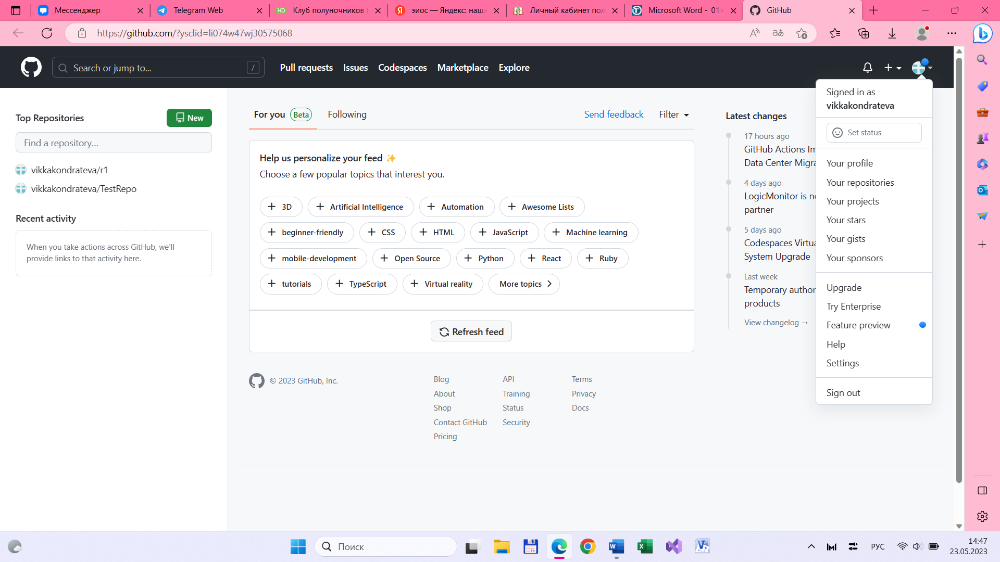 Мессенджер
Telegram Web
Клуб полуночников (
эиос — Яндекс: нашл
Личный кабинет пол
Microsoft Word - '01
GitHub
https://github.com/?ysclid=li074w47wj30575068
Search or jump to...
/
Pull requests
Issues
Codespaces
Marketplace
Explore
Top Repositories
New
Find a repository...
vikkakondrateva/r1
vikkakondrateva/TestRepo
Recent activity
When you take actions across GitHub, we'll
provide links to that activity here.
For you Beta
Following
Send feedback
Filter
Help us personalize your feed ✨
Choose a few popular topics that interest you.
3D
Artificial Intelligence
Automation
Awesome Lists
beginner-friendly
CSS
HTML
JavaScript
Machine learning
mobile-development
Open Source
Python
React
Ruby
tutorials
TypeScript
Virtual reality
More topics
Refresh feed
© 2023 GitHub, Inc.
Blog
About
Shop
Contact GitHub
Pricing
API
Training
Status
Security
Terms
Privacy
Docs
Latest changes
17 hours ago
GitHub Actions Im
Data Center Migra
4 days ago
LogicMonitor is n
partner
5 days ago
Codespaces Virtua
System Upgrade
Last week
Temporary author
products
View changelog →
Signed in as
vikkakondrateva
Set status
Your profile
Your repositories
Your projects
Your stars
Your gists
Your sponsors
Upgrade
Try Enterprise
Feature preview
Help
Settings
Sign out
Поиск
РУС
14:47
23.05.2023